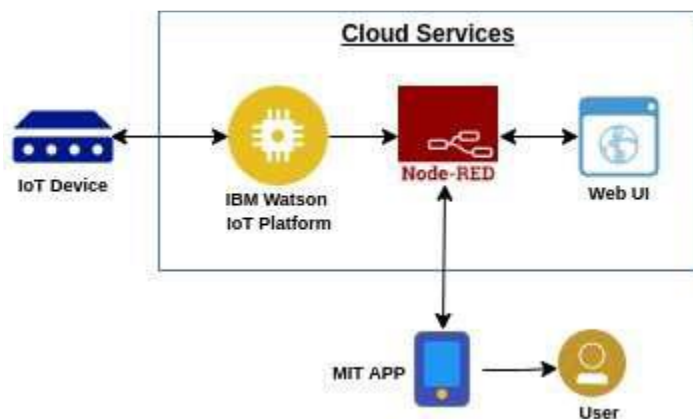 Cloud Services
IoT Device
IBM Watson
IoT Platform
Node-RED
Web UI
MIT APP
User